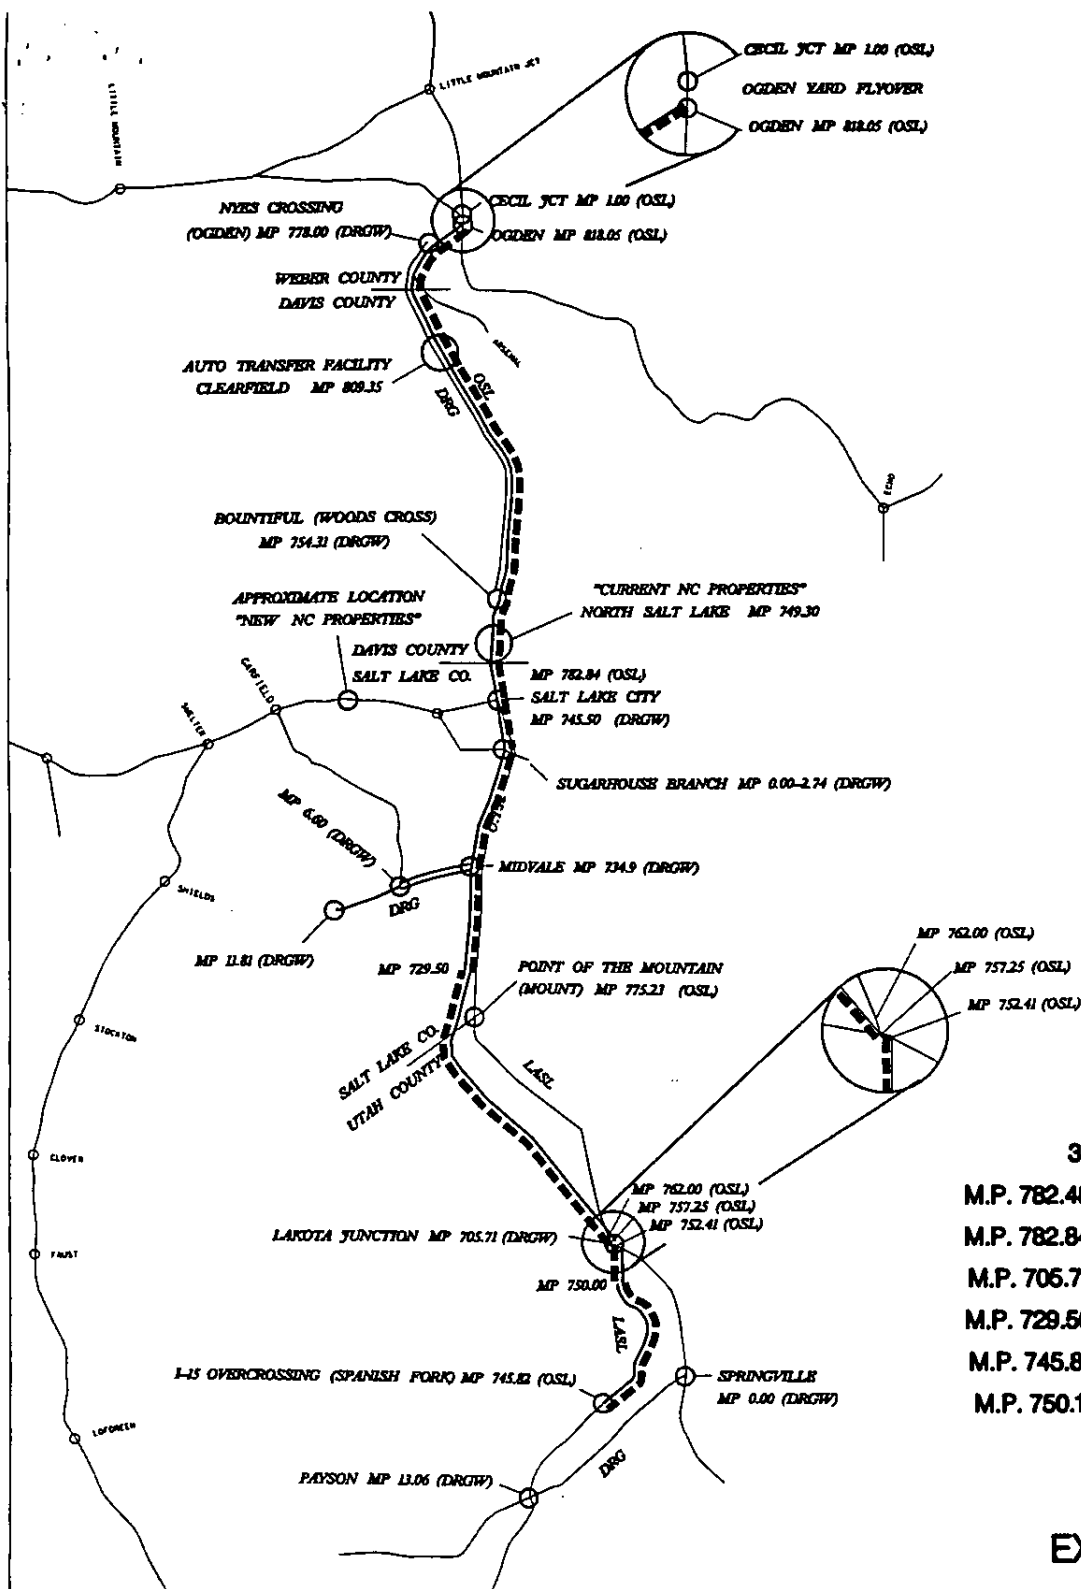 LITTLE MOUNTAIN JCT
LITTLE MOUNTAIN
CECIL JCT MP 1.00 (OSL)
OGDEN YARD FLYOVER
OGDEN MP 818.05 (OSL)
NYES CROSSING
(OGDEN) MP 778.00 (DRGW)
CECIL JCT MP 1.00 (OSL)
OGDEN MP 818.05 (OSL)
WEBER COUNTY
DAVIS COUNTY
ARSENAL
AUTO TRANSFER FACILITY
CLEARFIELD MP 809.35
OSL
DRG
ECHO
BOUNTIFUL (WOODS CROSS)
MP 754.31 (DRGW)
APPROXIMATE LOCATION
"NEW NC PROPERTIES"
"CURRENT NC PROPERTIES"
NORTH SALT LAKE MP 749.30
DAVIS COUNTY
SALT LAKE CO.
MP 782.84 (OSL)
SALT LAKE CITY
MP 745.50 (DRGW)
GARFIELD
SMELTER
SUGARHOUSE BRANCH MP 0.00-2.74 (DRGW)
MP 6.60 (DRGW)
MIDVALE MP 734.9 (DRGW)
SHIELDS
DRG
MP 11.81 (DRGW)
MP 729.50
POINT OF THE MOUNTAIN
(MOUNT) MP 775.23 (OSL)
MP 762.00 (OSL)
MP 757.25 (OSL)
MP 752.41 (OSL)
STOCKTON
SALT LAKE CO.
UTAH COUNTY
LASL
CLOVER
MP 762.00 (OSL)
MP 757.25 (OSL)
MP 752.41 (OSL)
LAKOTA JUNCTION MP 705.71 (DRGW)
FAUST
MP 750.00
LASL
I-15 OVERCROSSING (SPANISH FORK) MP 745.82 (OSL)
SPRINGVILLE
MP 0.00 (DRGW)
LOFGREEN
DRG
PAYSON MP 13.06 (DRGW)
3
M.P. 782.4
M.P. 782.84
M.P. 705.7
M.P. 729.5
M.P. 745.8
M.P. 750.1
EX